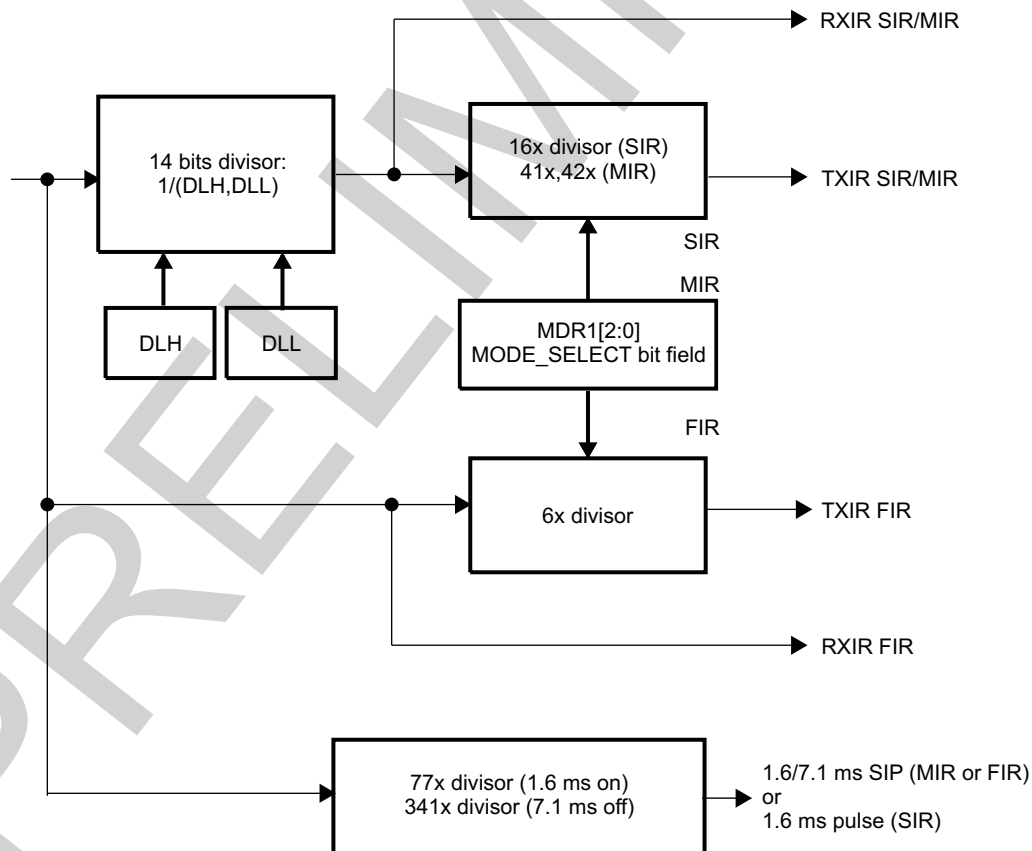 RXIR SIR/MIR
14 bits divisor:
1/(DLH,DLL)
16x divisor (SIR)
41x,42x (MIR)
TXIR SIR/MIR
SIR
MIR
DLH
DLL
MDR1[2:0]
MODE_SELECT bit field
FIR
6x divisor
TXIR FIR
RXIR FIR
77x divisor (1.6 ms on)
341x divisor (7.1 ms off)
1.6/7.1 ms SIP (MIR or FIR)
or
1.6 ms pulse (SIR)
PRELIMI